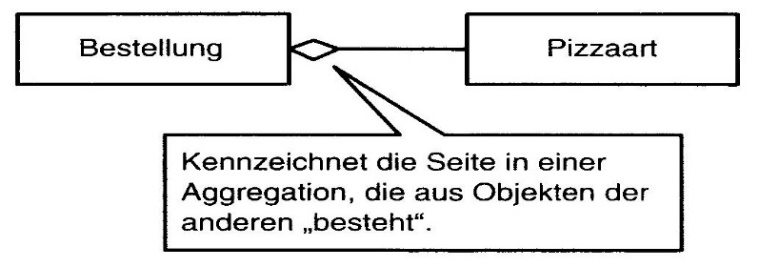 Bestellung
Pizzaart
Kennzeichnet die Seite in einer
Aggregation, die aus Objekten der
anderen „besteht“.